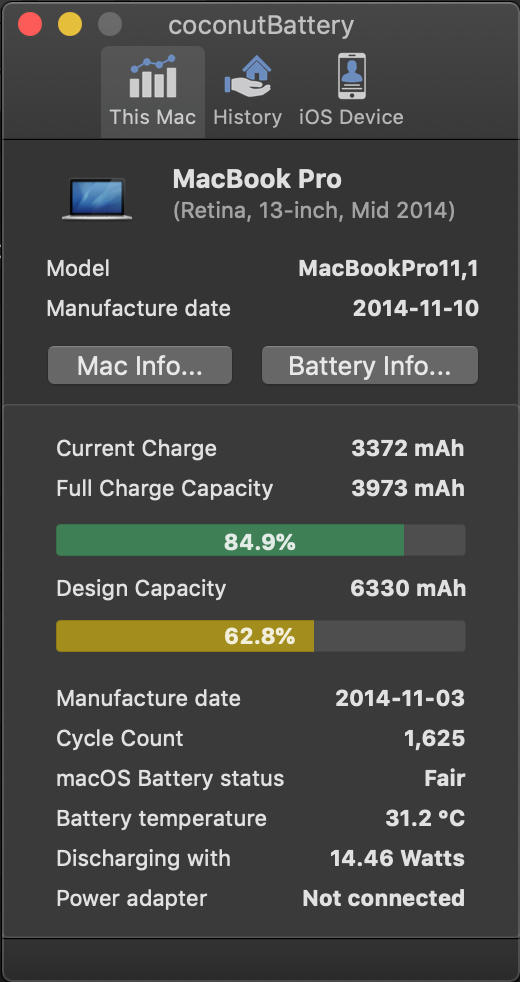 coconutBattery
This Mac History iOS Device
MacBook Pro
(Retina, 13-inch, Mid 2014)
Model MacBookPro11,1
Manufacture date 2014-11-10
Mac Info... Battery Info...
Current Charge 3372 mAh
Full Charge Capacity 3973 mAh
84.9%
Design Capacity 6330 mAh
62.8%
Manufacture date 2014-11-03
Cycle Count 1,625
macOS Battery status Fair
Battery temperature 31.2 °C
Discharging with 14.46 Watts
Power adapter Not connected